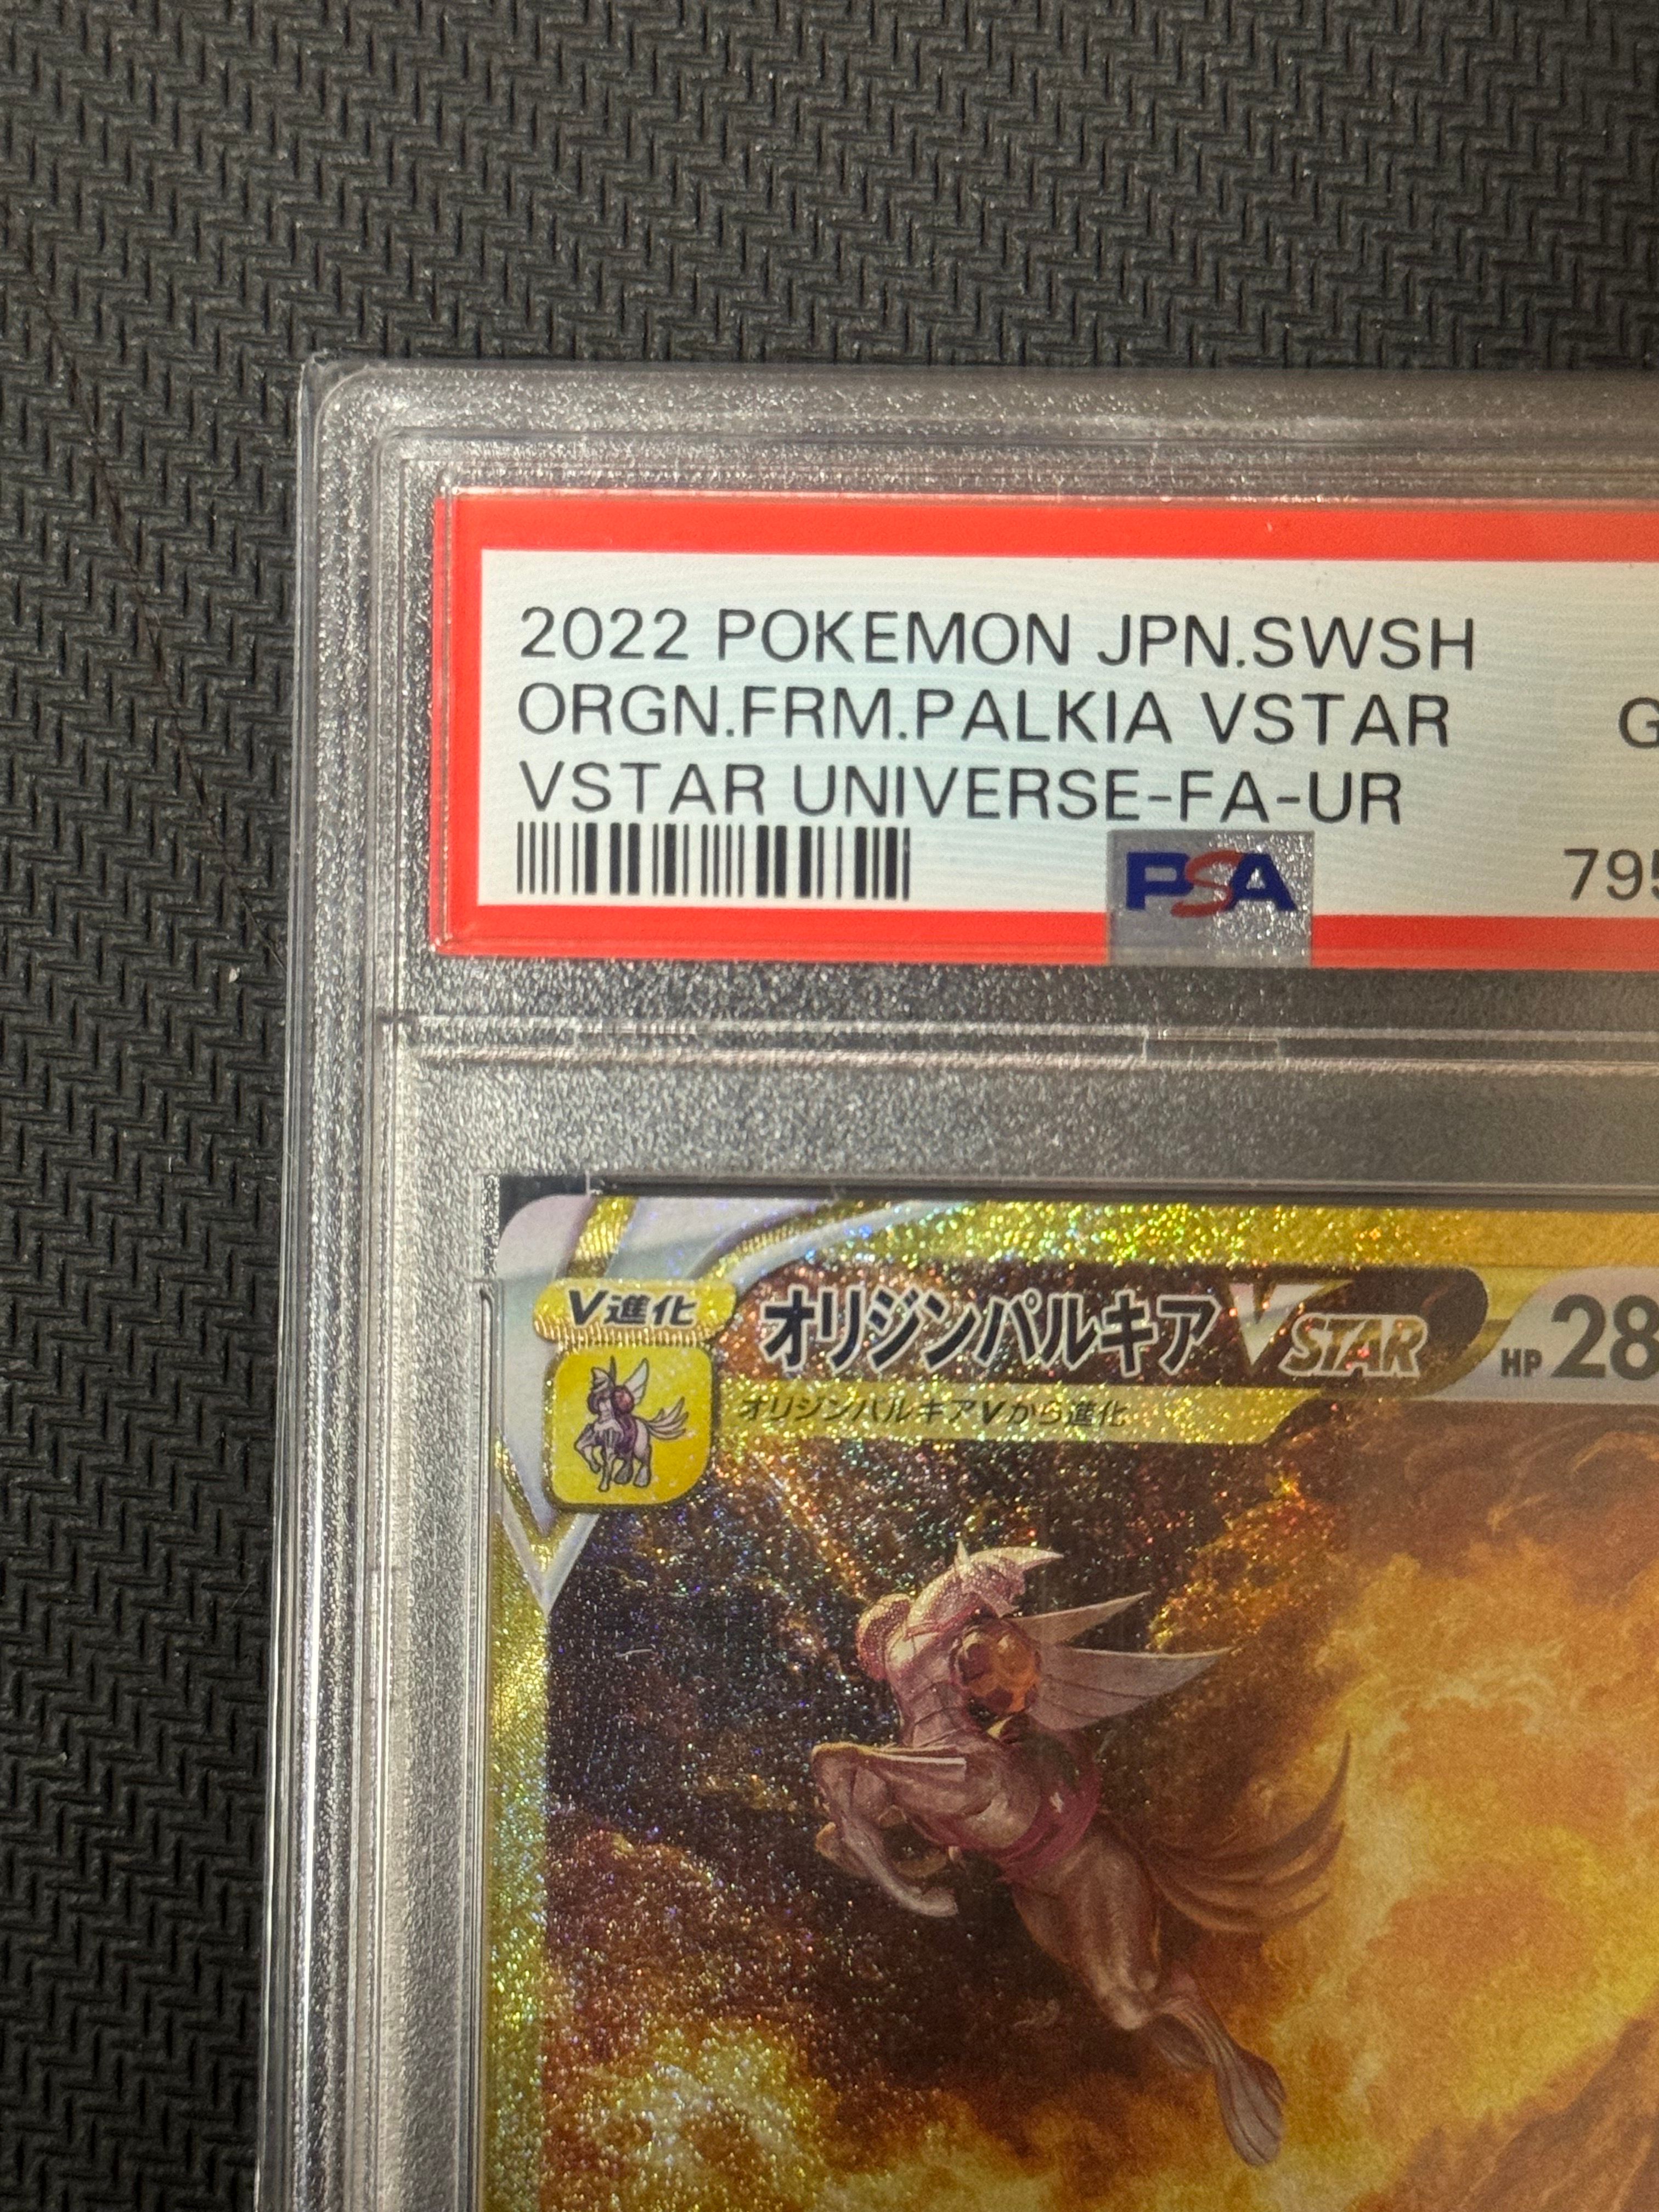 2022 POKEMON JPN.SWSH
ORGN.FRM.PALKIA VSTAR G
VSTAR UNIVERSE-FA-UR
PSA 795
V進化 オリジンパルキア VSTAR HP 28
オリジンパルキアVから進化